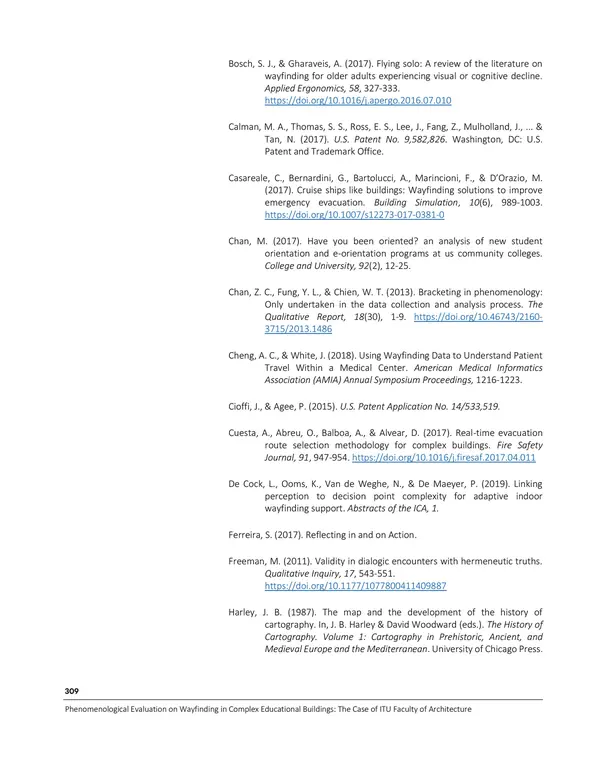 Bosch, S. J., & Gharaveis, A. (2017). Flying solo: A review of the literature on
wayfinding for older adults experiencing visual or cognitive decline.
Applied Ergonomics, 58, 327-333.
https://doi.org/10.1016/j.apergo.2016.07.010
Calman, M. A., Thomas, S. S., Ross, E. S., Lee, J., Fang, Z., Mulholland, J., ... &
Tan, N. (2017). U.S. Patent No. 9,582,826. Washington, DC: U.S.
Patent and Trademark Office.
Casareale, C., Bernardini, G., Bartolucci, A., Marincioni, F., & D’Orazio, M.
(2017). Cruise ships like buildings: Wayfinding solutions to improve
emergency evacuation. Building Simulation, 10(6), 989-1003.
https://doi.org/10.1007/s12273-017-0381-0
Chan, M. (2017). Have you been oriented? an analysis of new student
orientation and e-orientation programs at us community colleges.
College and University, 92(2), 12-25.
Chan, Z. C., Fung, Y. L., & Chien, W. T. (2013). Bracketing in phenomenology:
Only undertaken in the data collection and analysis process. The
Qualitative Report, 18(30), 1-9. https://doi.org/10.46743/2160-
3715/2013.1486
Cheng, A. C., & White, J. (2018). Using Wayfinding Data to Understand Patient
Travel Within a Medical Center. American Medical Informatics
Association (AMIA) Annual Symposium Proceedings, 1216-1223.
Cioffi, J., & Agee, P. (2015). U.S. Patent Application No. 14/533,519.
Cuesta, A., Abreu, O., Balboa, A., & Alvear, D. (2017). Real-time evacuation
route selection methodology for complex buildings. Fire Safety
Journal, 91, 947-954. https://doi.org/10.1016/j.firesaf.2017.04.011
De Cock, L., Ooms, K., Van de Weghe, N., & De Maeyer, P. (2019). Linking
perception to decision point complexity for adaptive indoor
wayfinding support. Abstracts of the ICA, 1.
Ferreira, S. (2017). Reflecting in and on Action.
Freeman, M. (2011). Validity in dialogic encounters with hermeneutic truths.
Qualitative Inquiry, 17, 543-551.
https://doi.org/10.1177/1077800411409887
Harley, J. B. (1987). The map and the development of the history of
cartography. In, J. B. Harley & David Woodward (eds.). The History of
Cartography. Volume 1: Cartography in Prehistoric, Ancient, and
Medieval Europe and the Mediterranean. University of Chicago Press.
309
Phenomenological Evaluation on Wayfinding in Complex Educational Buildings: The Case of ITU Faculty of Architecture